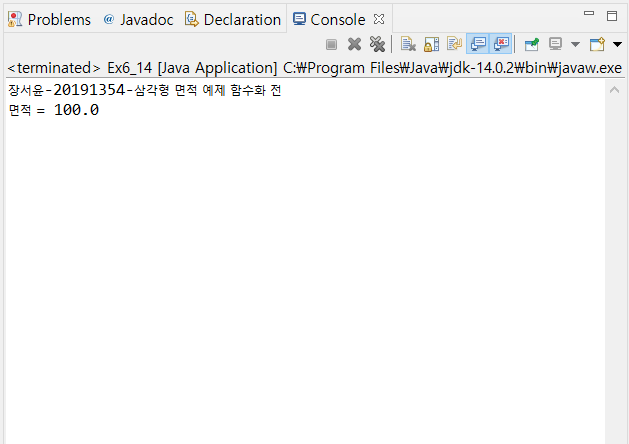 Problems @ Javadoc Declaration Console
<terminated> Ex6_14 [Java Application] C:₩Program Files₩Java₩jdk-14.0.2₩bin₩javaw.exe
장서윤-20191354-삼각형 면적 예제 함수화 전
면적 = 100.0